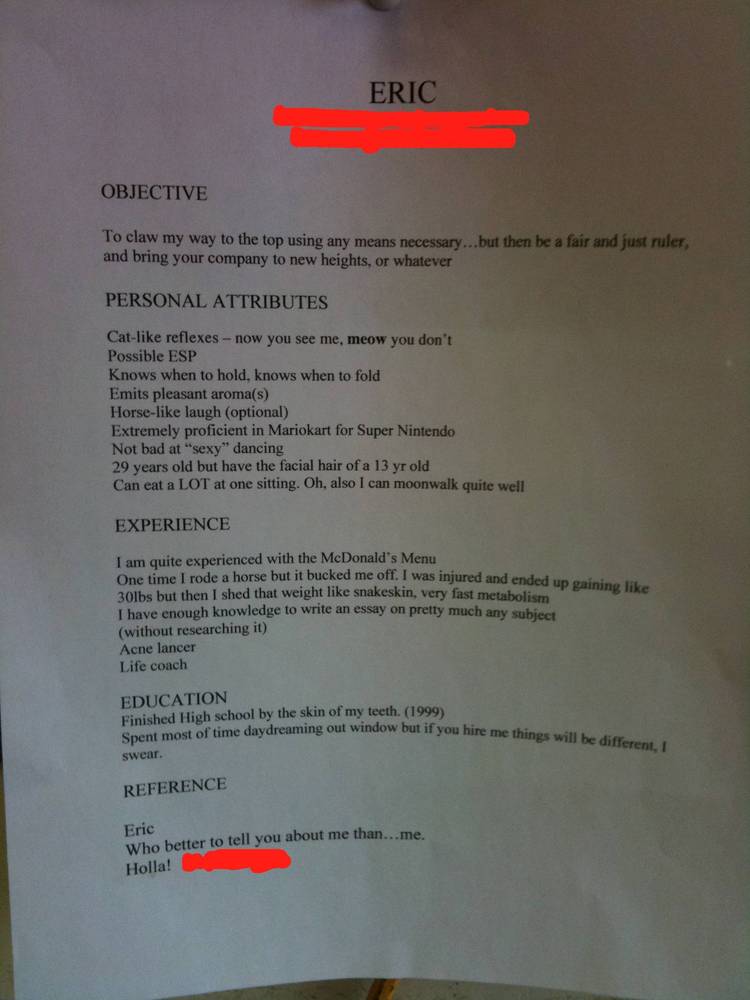 ERIC
OBJECTIVE
To claw my way to the top using any means necessary…but then be a fair and just ruler,
and bring your company to new heights, or whatever
PERSONAL ATTRIBUTES
Cat-like reflexes – now you see me, meow you don't
Possible ESP
Knows when to hold, knows when to fold
Emits pleasant aroma(s)
Horse-like laugh (optional)
Extremely proficient in Mariokart for Super Nintendo
Not bad at “sexy” dancing
29 years old but have the facial hair of a 13 yr old
Can eat a LOT at one sitting. Oh, also I can moonwalk quite well
EXPERIENCE
I am quite experienced with the McDonald's Menu
One time I rode a horse but it bucked me off. I was injured and ended up gaining like
30lbs but then I shed that weight like snakeskin, very fast metabolism
I have enough knowledge to write an essay on pretty much any subject
(without researching it)
Acne lancer
Life coach
EDUCATION
Finished High school by the skin of my teeth. (1999)
Spent most of time daydreaming out window but if you hire me things will be different, I
swear.
REFERENCE
Eric
Who better to tell you about me than…me.
Holla!